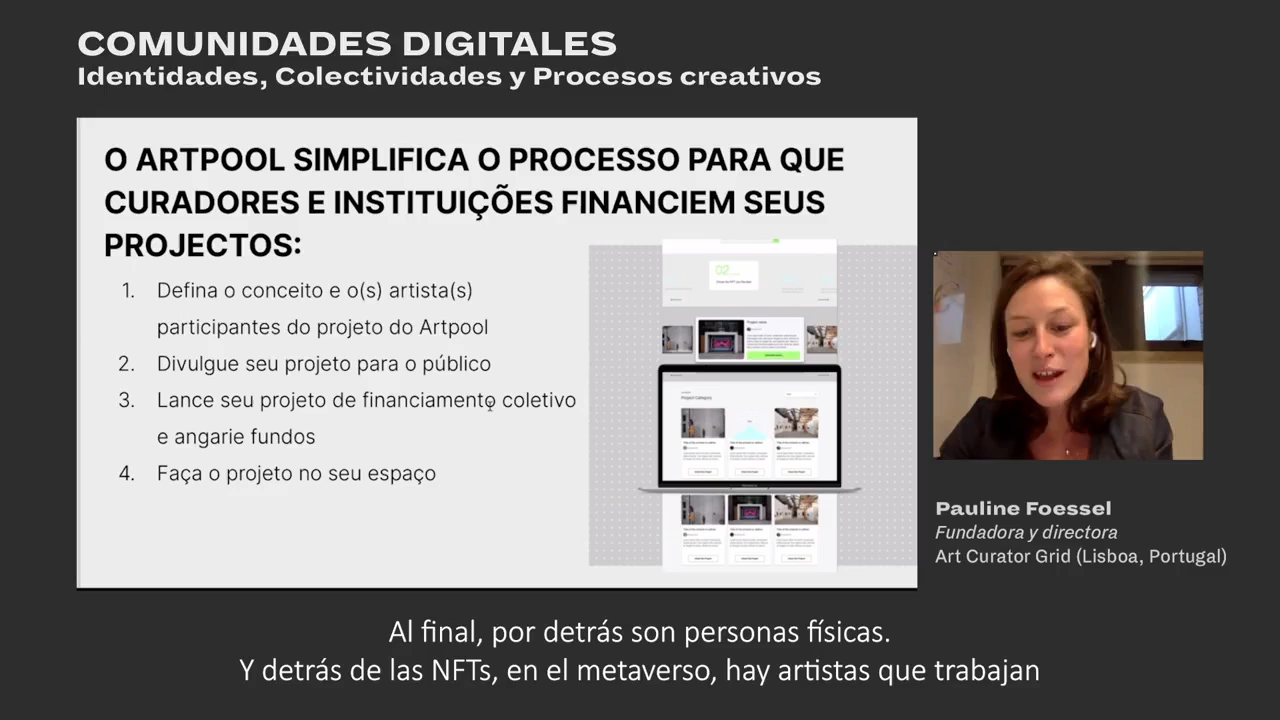 COMUNIDADES DIGITALES
Identidades, Colectividades y Procesos creativos
O ARTPOOL SIMPLIFICA O PROCESSO PARA QUE
CURADORES E INSTITUIÇÕES FINANCIEM SEUS
PROJECTOS:
1. Defina o conceito e o(s) artista(s)
participantes do projeto do Artpool
2. Divulgue seu projeto para o público
3. Lance seu projeto de financiamento coletivo
e angarie fundos
4. Faça o projeto no seu espaço
02
Project Category
Pauline Foessel
Fundadora y directora
Art Curator Grid (Lisboa, Portugal)
Al final, por detrás son personas físicas.
Y detrás de las NFTs, en el metaverso, hay artistas que trabajan